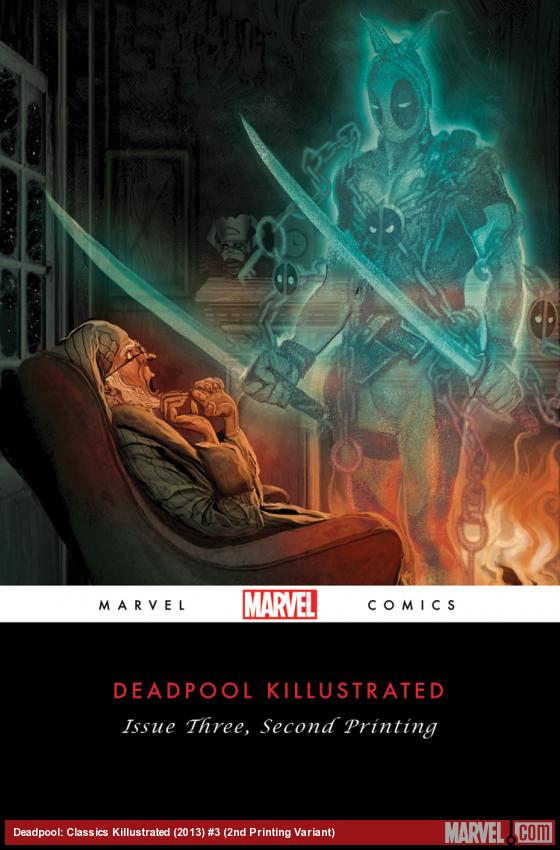 MARVEL MARVEL COMICS
DEADPOOL KILLUSTRATED
Issue Three, Second Printing
Deadpool: Classics Killustrated (2013) #3 (2nd Printing Variant)
MARVEL.COM